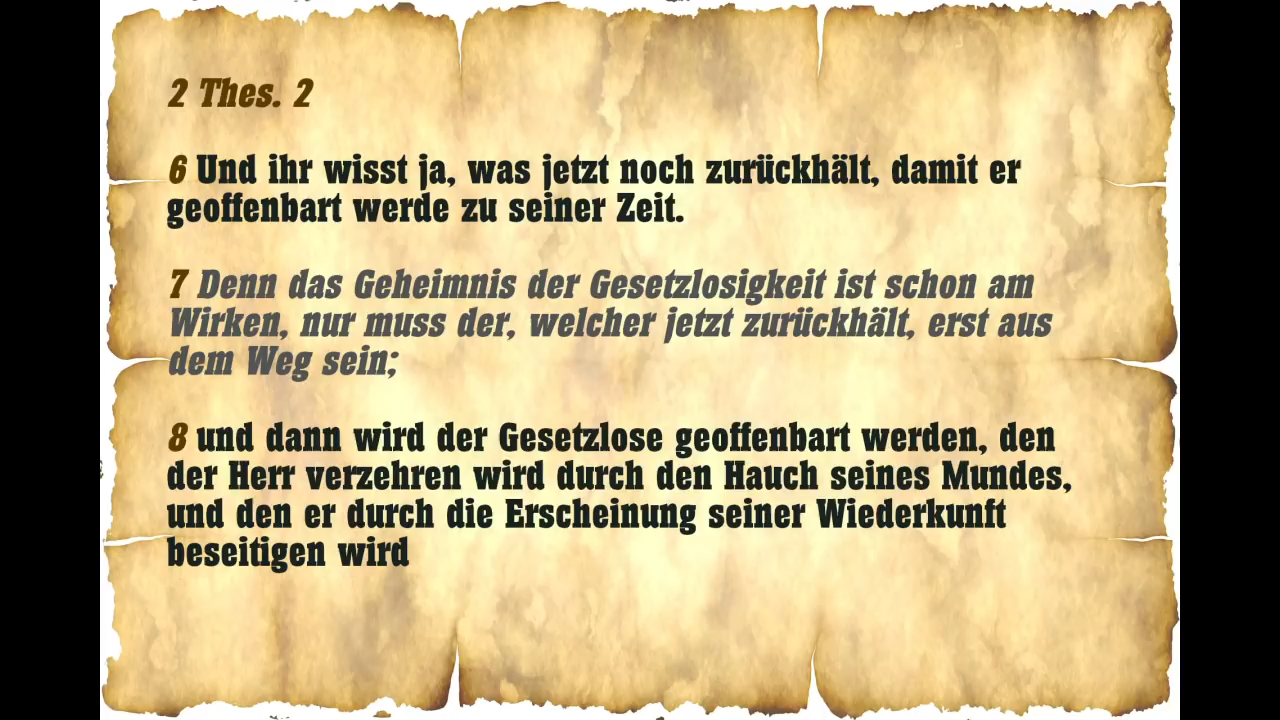 2 Thes. 2
6 Und ihr wisst ja, was jetzt noch zurückhält, damit er
geoffenbart werde zu seiner Zeit.
7 Denn das Geheimnis der Gesetzlosigkeit ist schon am
Wirken, nur muss der, welcher jetzt zurückhält, erst aus
dem Weg sein;
8 und dann wird der Gesetzlose geoffenbart werden, den
der Herr verzehren wird durch den Hauch seines Mundes,
und den er durch die Erscheinung seiner Wiederkunft
beseitigen wird